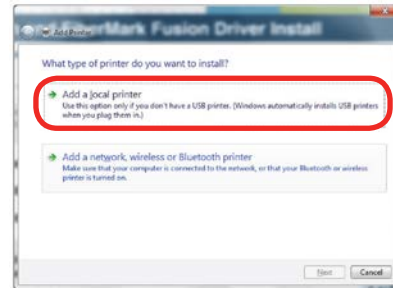 Mark Fusion Driver Install
Add Printer
What type of printer do you want to install?
Add a local printer
Use this option only if you don't have a USB printer. (Windows automatically installs USB printers
when you plug them in.)
Add a network, wireless or Bluetooth printer
Make sure that your computer is connected to the network, or that your Bluetooth or wireless
printer is turned on.
Next Cancel